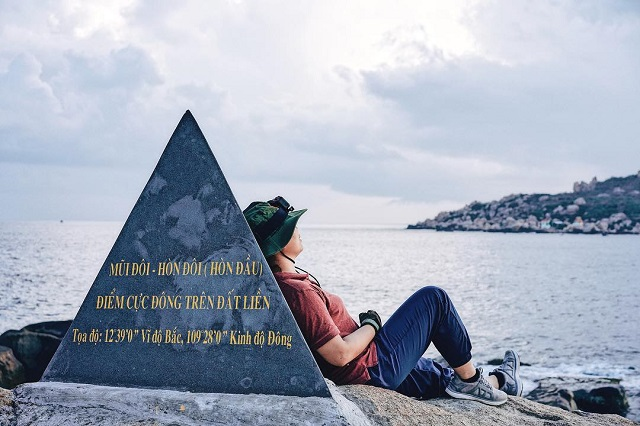 MŨI ĐÔI - HÒN ĐÔI ( HÒN ĐẦU )
ĐIỂM CỰC ĐÔNG TRÊN ĐẤT LIỀN
Tọa độ: 12°39'0" Vĩ độ Bắc, 109°28'0" Kinh độ Đông